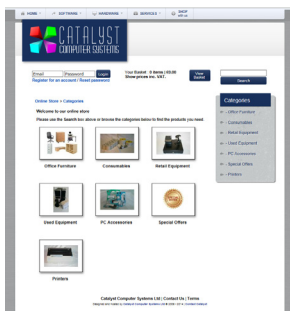 HOME
SOFTWARE
HARDWARE
SERVICES
SHOP
with us
CATALYST
COMPUTER SYSTEMS
Email
Password
Login
Register for an account / Reset password
Your Basket 0 items | £0.00
Show prices inc. VAT.
View
Basket
Search
Online Store > Categories
Welcome to our online store
Please use the Search box above or browse the categories below to find the products you need.
Office Furniture
Consumables
Retail Equipment
Used Equipment
PC Accessories
Special Offers
Printers
Categories
- Office Furniture
- Consumables
- Retail Equipment
- Used Equipment
- PC Accessories
- Special Offers
- Printers
Catalyst Computer Systems Ltd | Contact Us | Terms